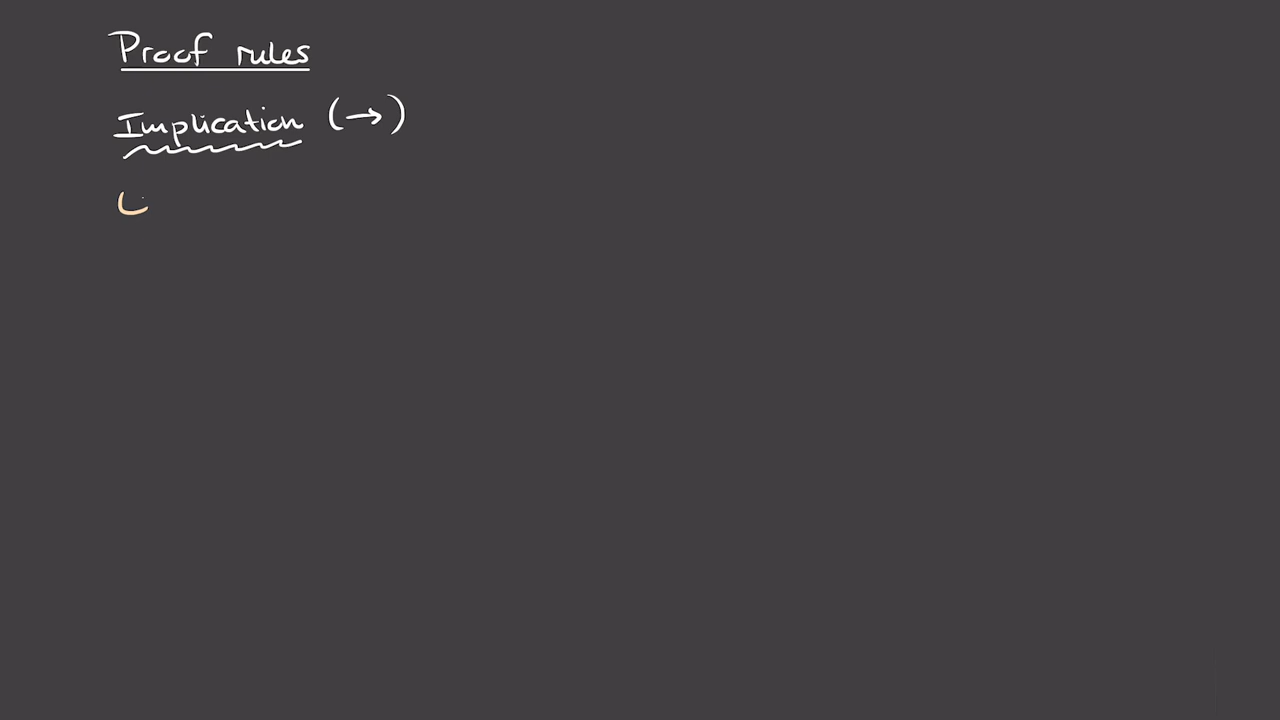 Proof rules
Implication (→)